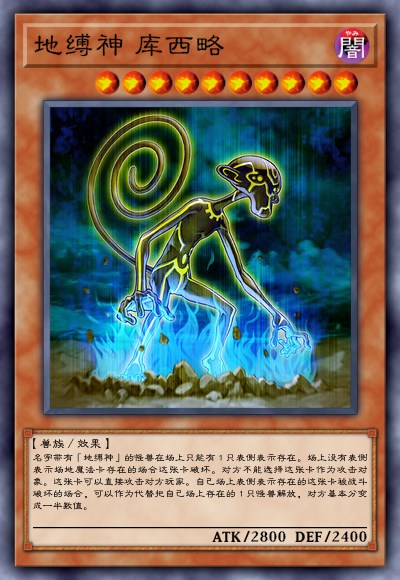 地缚神 库西略
やみ
闇
【兽族／效果】
名字带有「地缚神」的怪兽在场上只能有1只表侧表示存在。场上没有表侧
表示场地魔法卡存在的场合这张卡破坏。对方不能选择这张卡作为攻击对
象。这张卡可以直接攻击对方玩家。自己场上表侧表示存在的这张卡被战斗
破坏的场合，可以作为代替把自己场上存在的1只怪兽解放，对方基本分变
成一半数值。
ATK/2800 DEF/2400